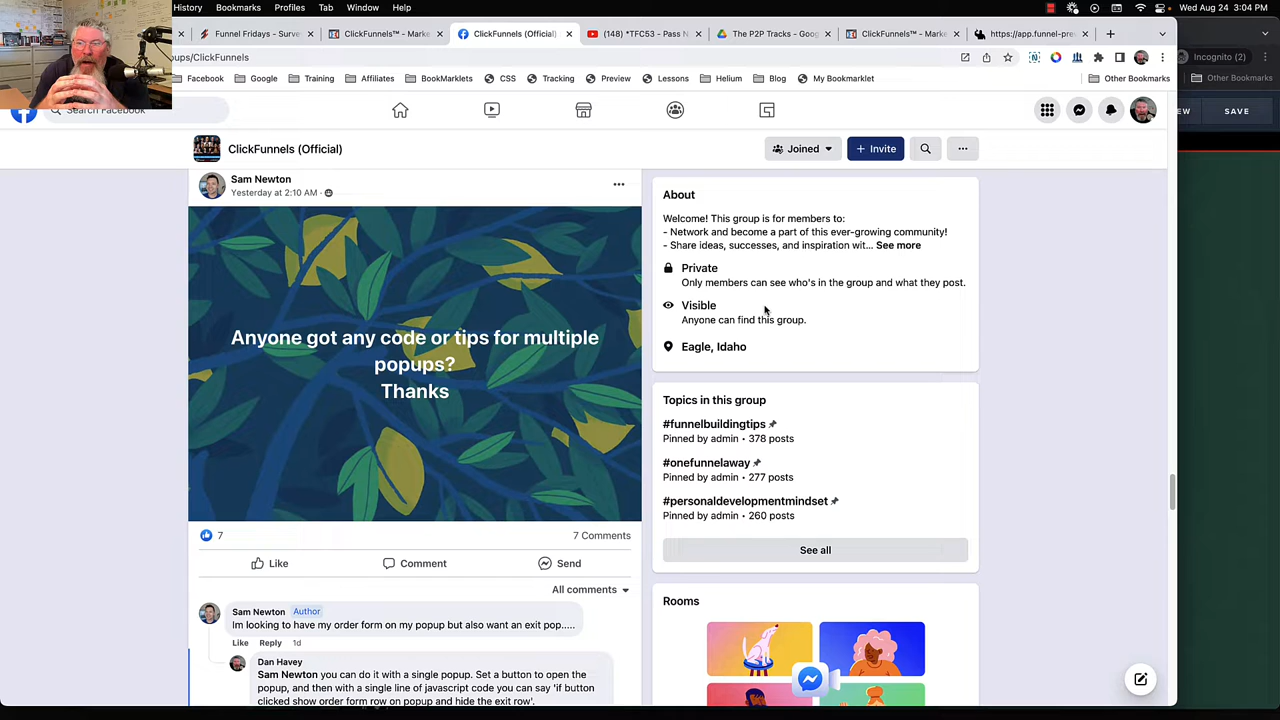 History Bookmarks Profiles Tab Window Help
Wed Aug 24 3:04 PM
Funnel Fridays - Surve
ClickFunnels™ - Marke
ClickFunnels (Official)
(148) *TFC53 - Pass N
The P2P Tracks - Goog
ClickFunnels™ - Marke
https://app.funnel-pre
oups/ClickFunnels
Incognito (2)
Facebook Google Training Affiliates BookMarklets CSS Tracking Preview Lessons Helium Blog My Bookmarklet
Other Bookmarks
Other Bookmarks
Search Facebook
EW SAVE
ClickFunnels (Official)
Joined
+ Invite
Sam Newton
Yesterday at 2:10 AM ·
Anyone got any code or tips for multiple
popups?
Thanks
7
7 Comments
Like Comment Send
All comments
Sam Newton Author
Im looking to have my order form on my popup but also want an exit pop.....
Like Reply 1d
Dan Havey
Sam Newton you can do it with a single popup. Set a button to open the
popup, and then with a single line of javascript code you can say 'if button
clicked show order form row on popup and hide the exit row'.
About
Welcome! This group is for members to:
- Network and become a part of this ever-growing community!
- Share ideas, successes, and inspiration wit... See more
Private
Only members can see who's in the group and what they post.
Visible
Anyone can find this group.
Eagle, Idaho
Topics in this group
#funnelbuildingtips
Pinned by admin • 378 posts
#onefunnelaway
Pinned by admin • 277 posts
#personaldevelopmentmindset
Pinned by admin • 260 posts
See all
Rooms